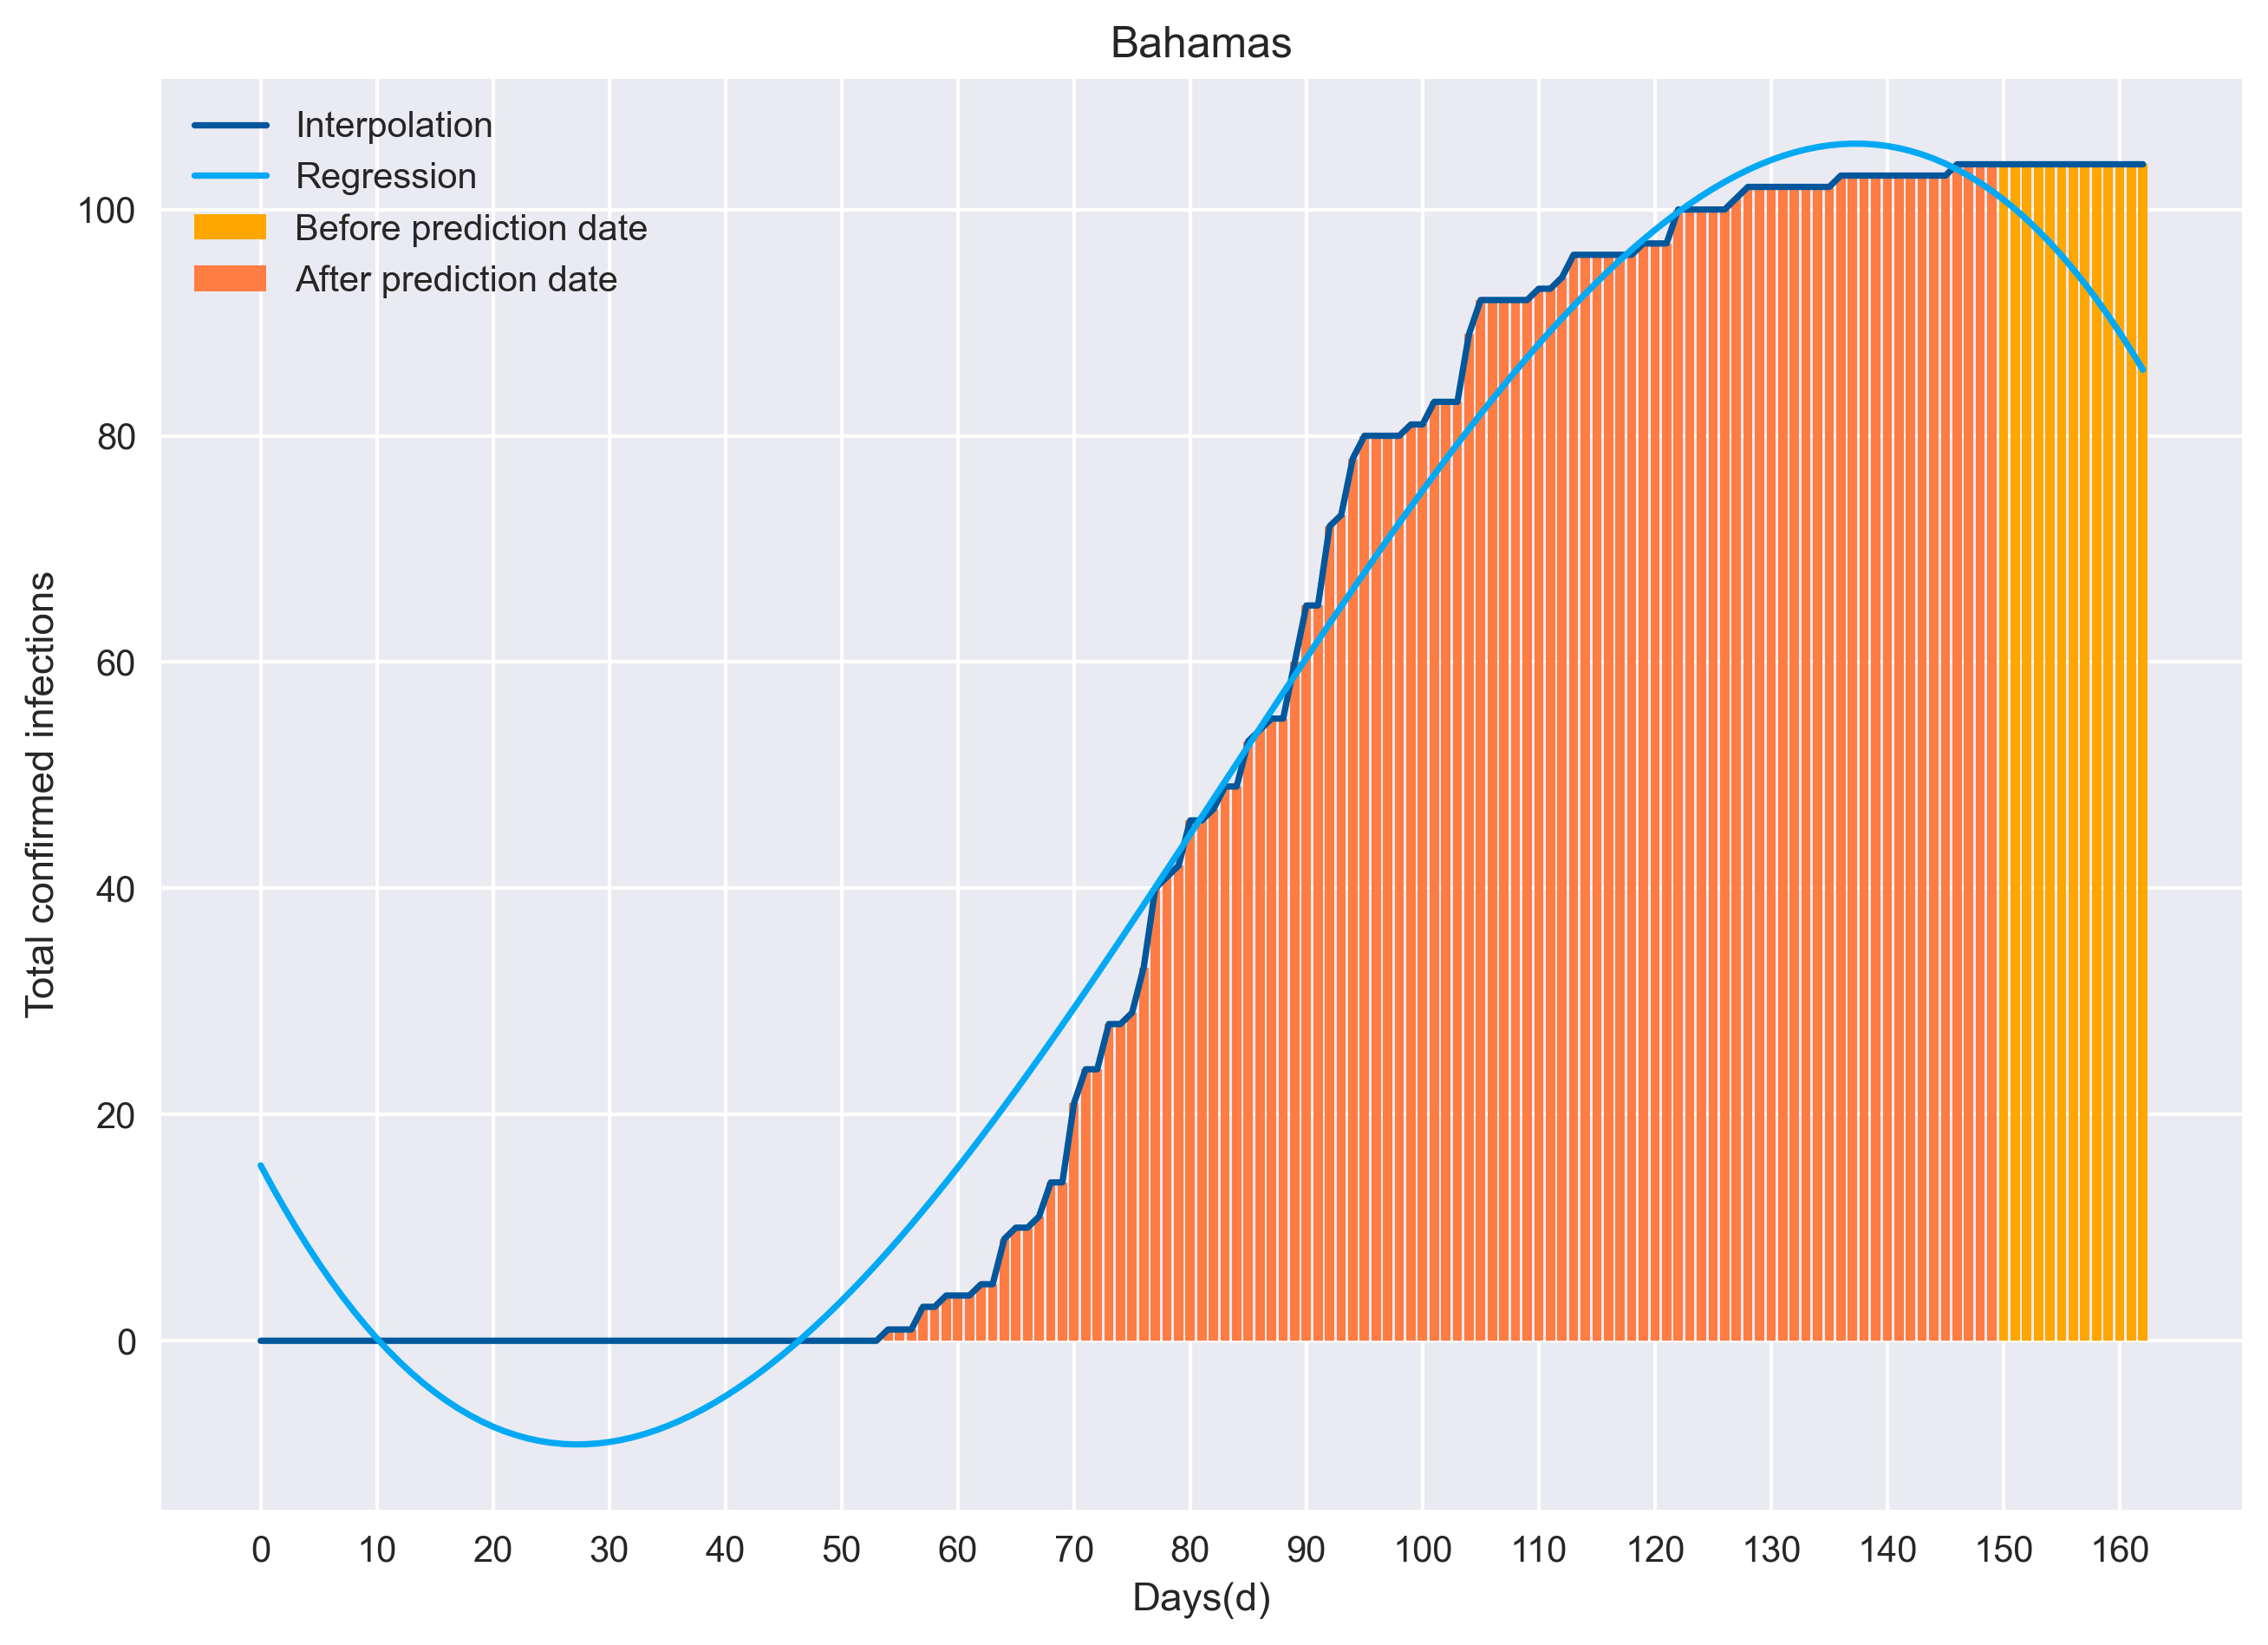 Bahamas
Interpolation
Regression
Before prediction date
After prediction date
Total confirmed infections
100
80
60
40
20
0
0 10 20 30 40 50 60 70 80 90 100 110 120 130 140 150 160
Days(d)